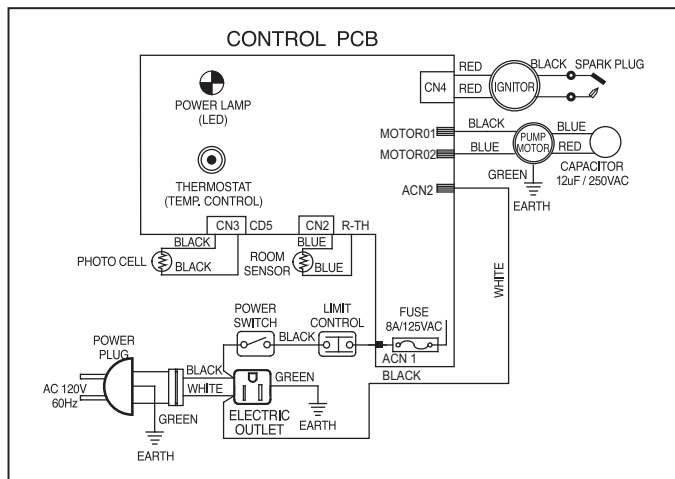 CONTROL PCB
POWER LAMP
(LED)
THERMOSTAT
(TEMP. CONTROL)
CN4
RED
RED
IGNITOR
BLACK
SPARK PLUG
MOTOR01
BLACK
MOTOR02
BLUE
PUMP
MOTOR
BLUE
RED
CAPACITOR
12uF / 250VAC
GREEN
EARTH
ACN2
WHITE
CN3
CD5
CN2
R-TH
BLACK
PHOTO CELL
BLACK
BLUE
ROOM
SENSOR
BLUE
POWER
SWITCH
BLACK
LIMIT
CONTROL
FUSE
8A/125VAC
ACN 1
BLACK
POWER
PLUG
AC 120V
60Hz
BLACK
WHITE
GREEN
EARTH
GREEN
ELECTRIC
OUTLET
EARTH